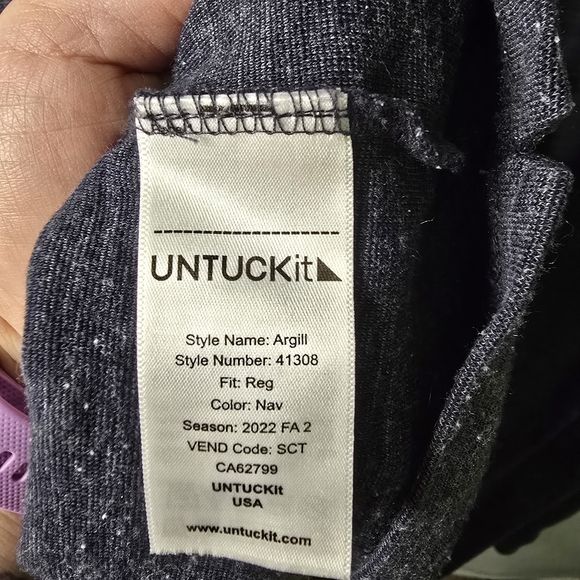 UNTUCKit
Style Name: Argill
Style Number: 41308
Fit: Reg
Color: Nav
Season: 2022 FA 2
VEND Code: SCT
CA62799
UNTUCKit
USA
www.untuckit.com